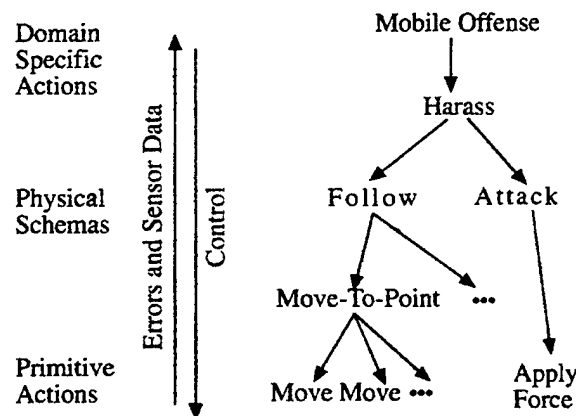 Domain
Specific
Actions
Mobile Offense
Harass
Errors and Sensor Data
Control
Physical
Schemas
Follow
Attack
Move-To-Point
•••
Primitive
Actions
Move Move •••
Apply
Force